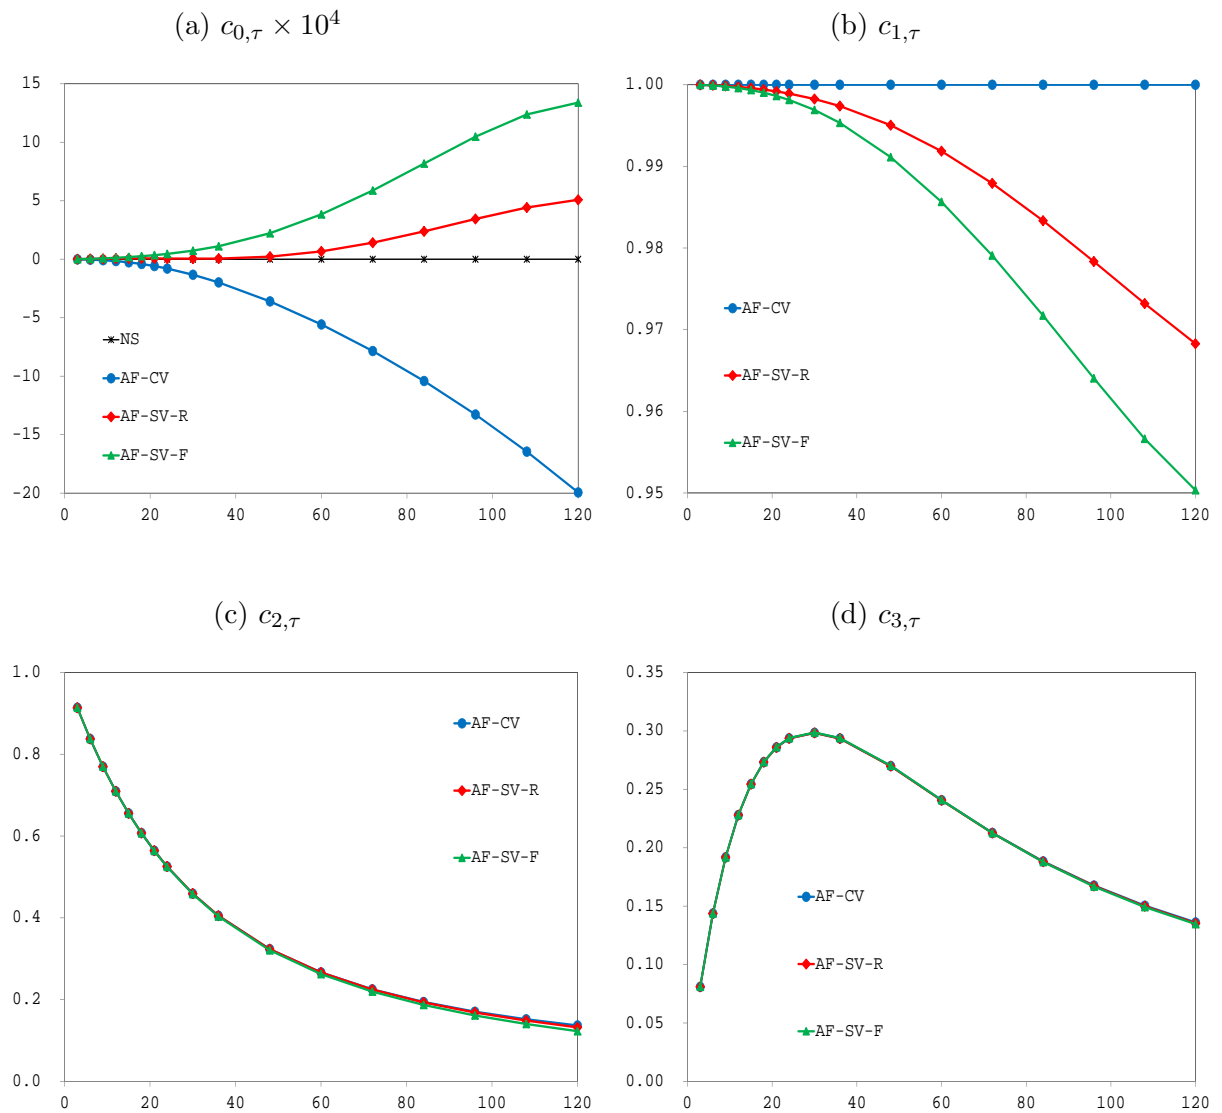 (a) c₀,τ × 10⁴
15
10
5
0
-5
-10
-15
-20
NS
AF-CV
AF-SV-R
AF-SV-F
0 20 40 60 80 100 120
(b) c₁,τ
1.00
0.99
0.98
0.97
0.96
0.95
AF-CV
AF-SV-R
AF-SV-F
0 20 40 60 80 100 120
(c) c₂,τ
1.0
0.8
0.6
0.4
0.2
0.0
AF-CV
AF-SV-R
AF-SV-F
0 20 40 60 80 100 120
(d) c₃,τ
0.35
0.30
0.25
0.20
0.15
0.10
0.05
0.00
AF-CV
AF-SV-R
AF-SV-F
0 20 40 60 80 100 120